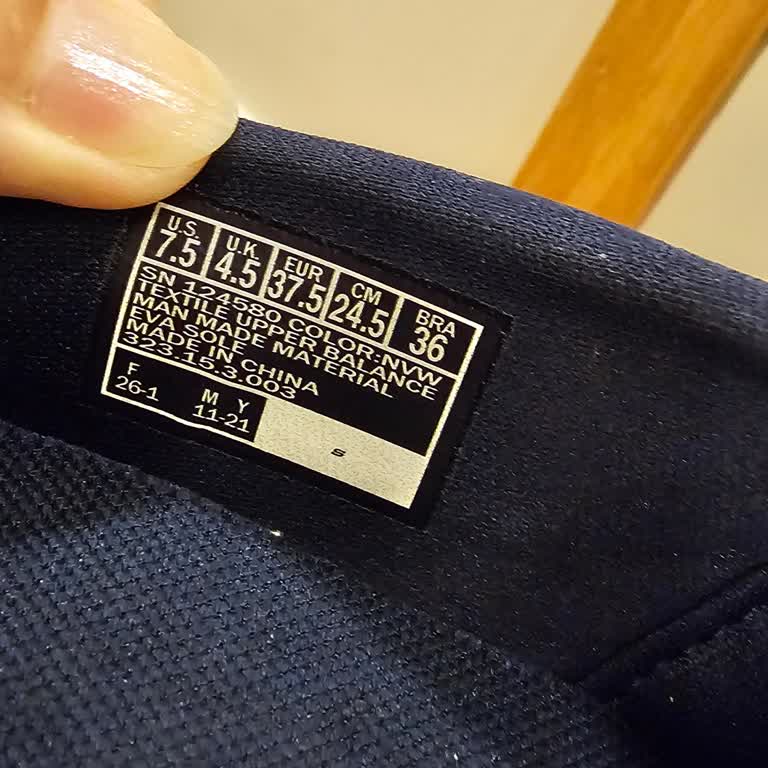 U.S. U.K. EUR CM BRA
7.5 4.5 37.5 24.5 36
SN 124580 COLOR:NVW
TEXTILE UPPER BALANCE
MAN MADE MATERIAL
EVA SOLE
MADE IN CHINA
323.15.3.003
F M Y
26-1 11-21
S